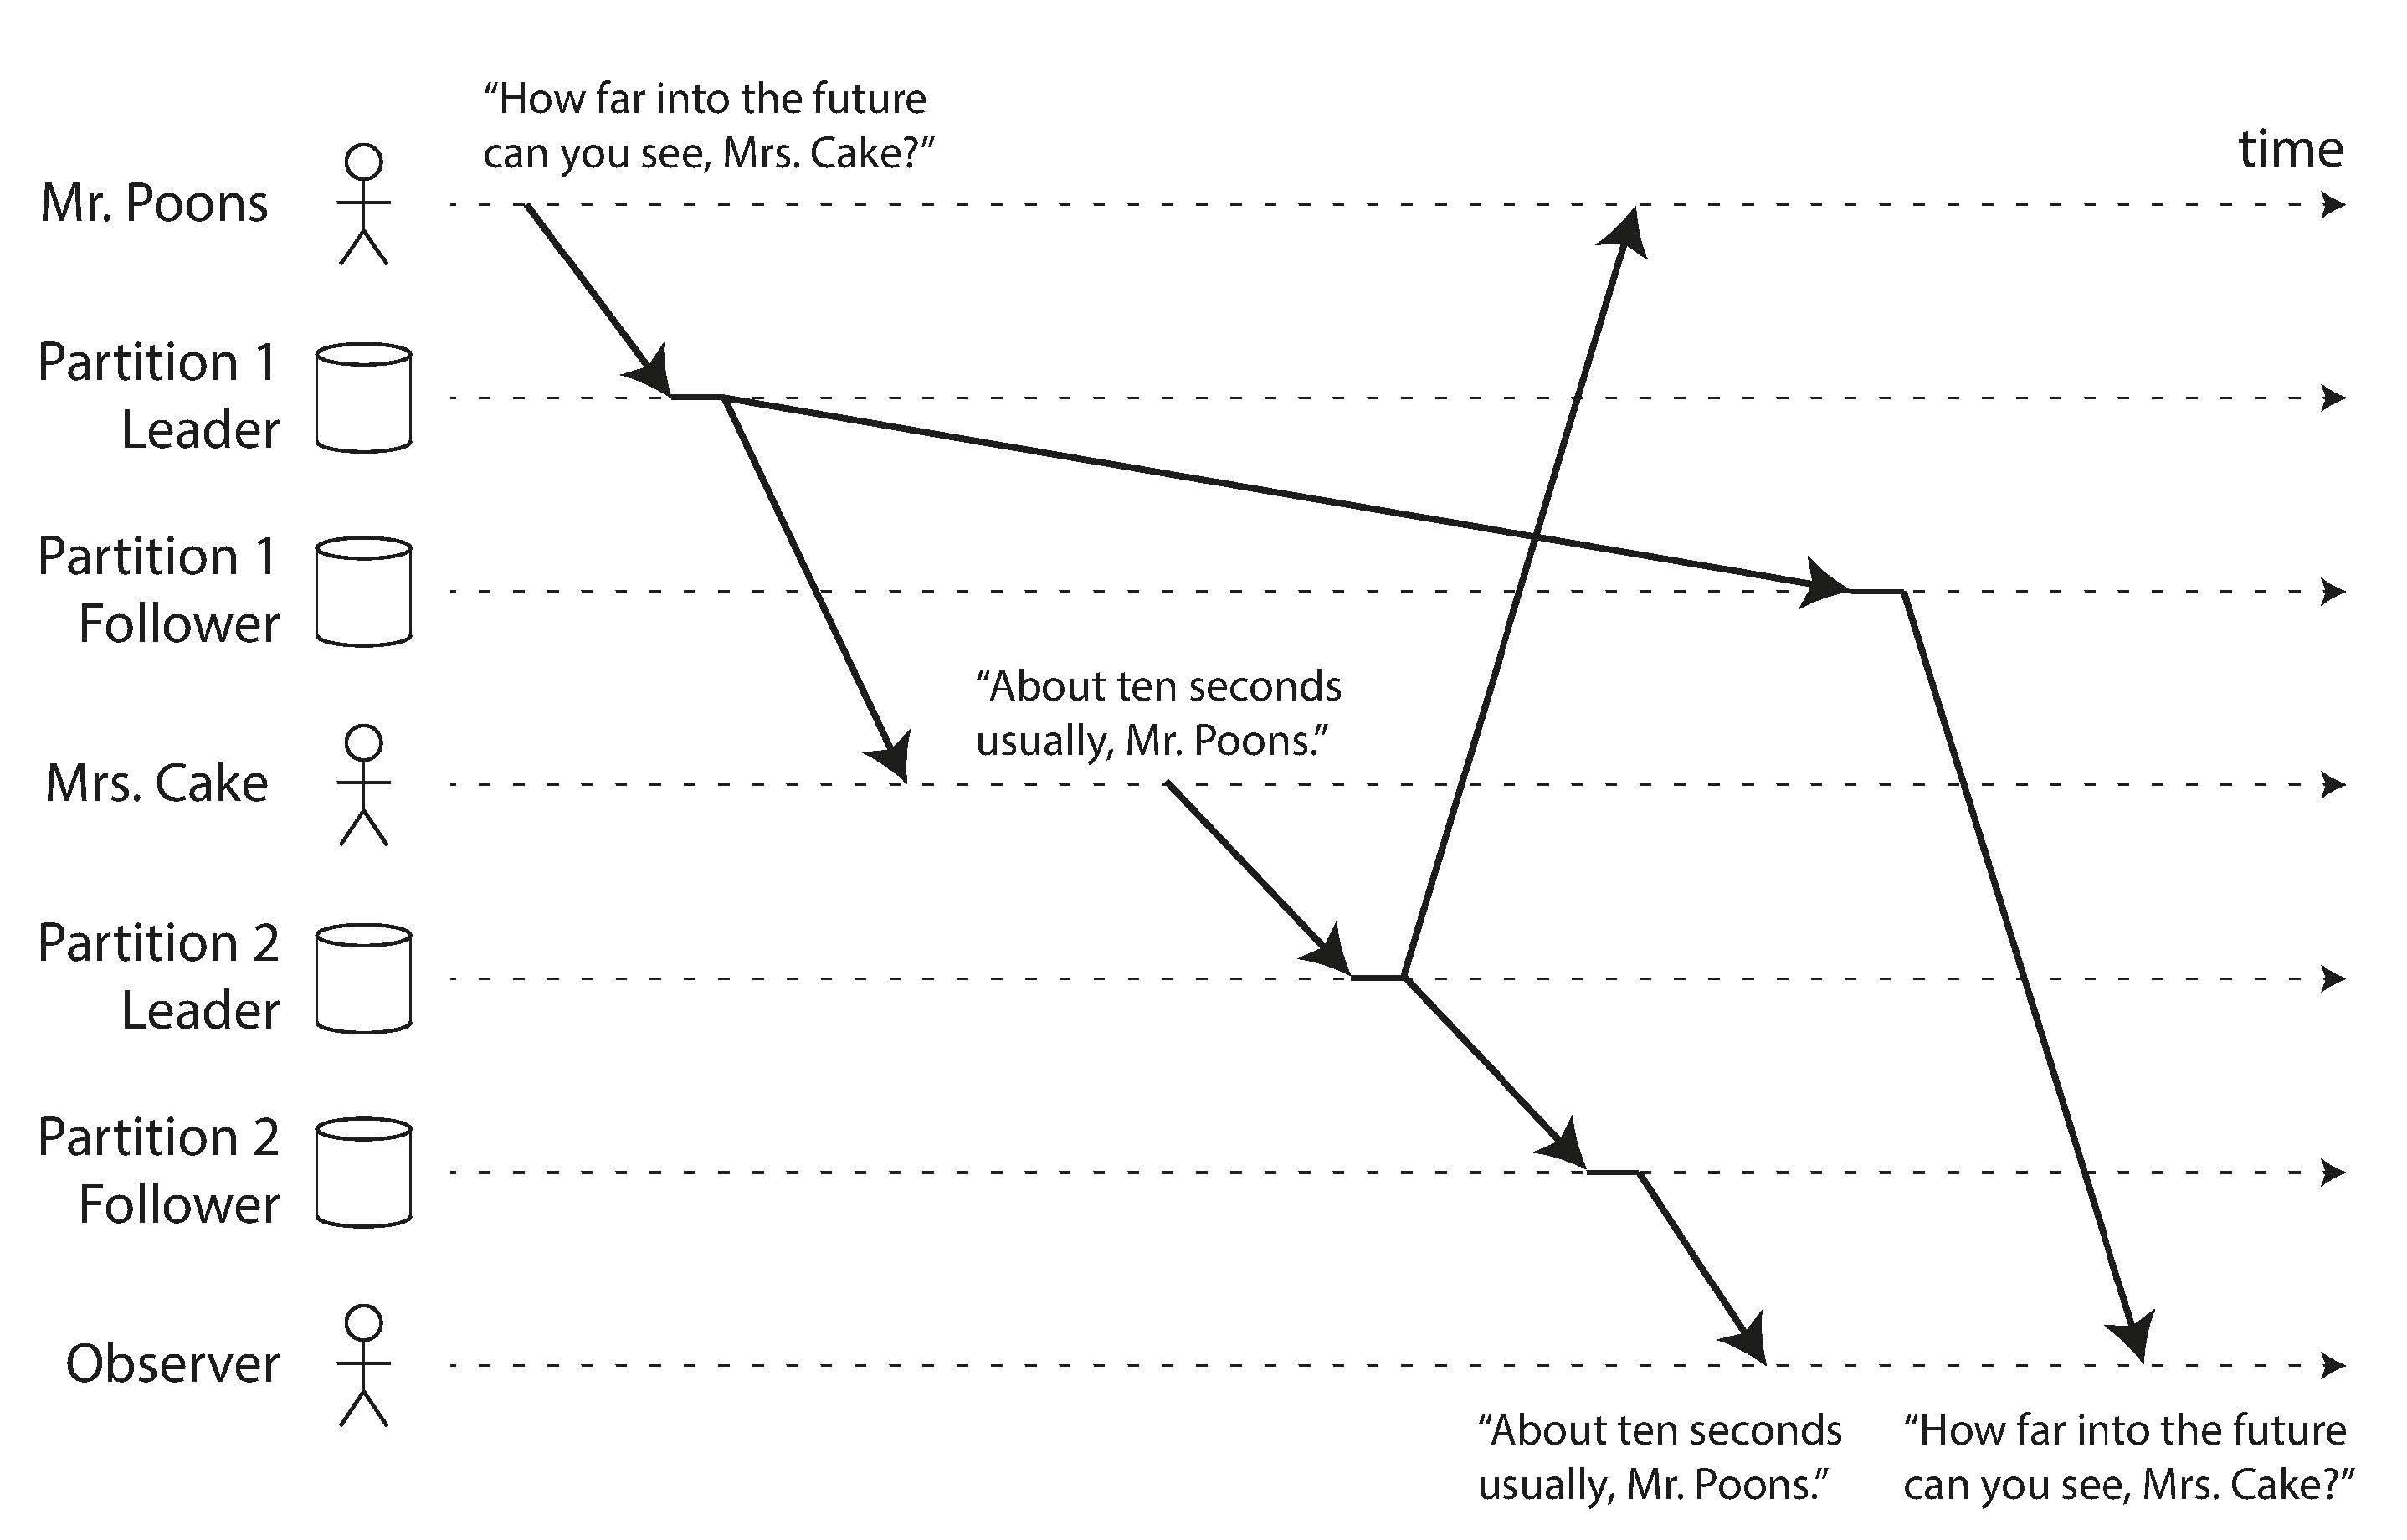 “How far into the future
can you see, Mrs. Cake?”
time
Mr. Poons
Partition 1
Leader
Partition 1
Follower
“About ten seconds
usually, Mr. Poons.”
Mrs. Cake
Partition 2
Leader
Partition 2
Follower
Observer
“About ten seconds
usually, Mr. Poons.”
“How far into the future
can you see, Mrs. Cake?”